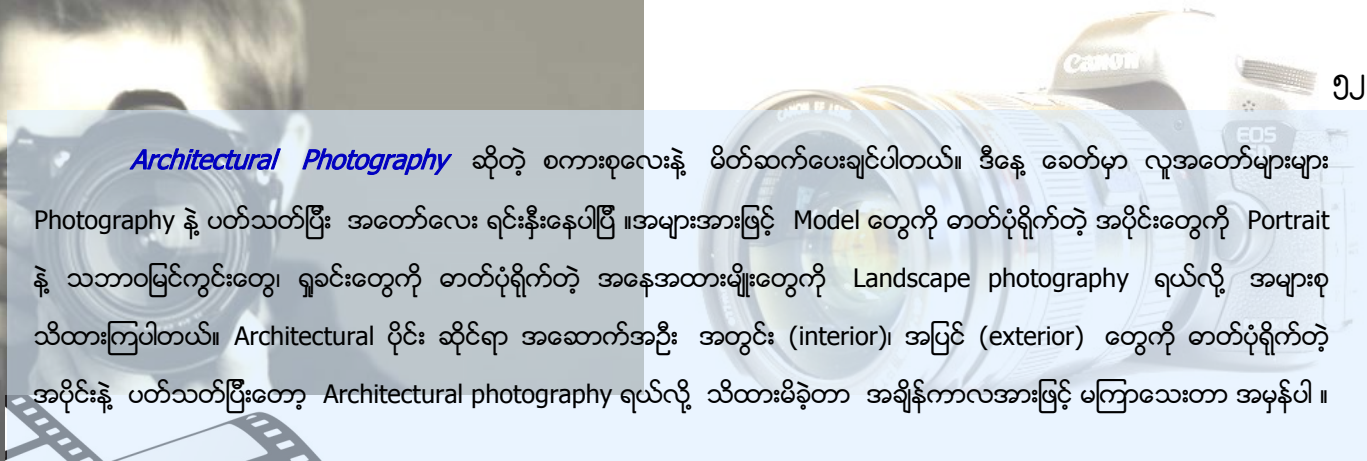 Canon
CANON EF LENS
EOS
၅၂
Architectural Photography ဆိုတဲ့ စကားစုလေးနဲ့ မိတ်ဆက်ပေးချင်ပါတယ်။ ဒီနေ့ ခေတ်မှာ လူအတော်များများ
Photography နဲ့ ပတ်သတ်ပြီး အတော်လေး ရင်းနှီးနေပါပြီ ။အများအားဖြင့် Model တွေကို ဓာတ်ပုံရိုက်တဲ့ အပိုင်းတွေကို Portrait
နဲ့ သဘာဝမြင်ကွင်းတွေ၊ ရှုခင်းတွေကို ဓာတ်ပုံရိုက်တဲ့ အနေအထားမျိုးတွေကို Landscape photography ရယ်လို့ အများစု
သိထားကြပါတယ်။ Architectural ပိုင်း ဆိုင်ရာ အဆောက်အဦး အတွင်း (interior)၊ အပြင် (exterior) တွေကို ဓာတ်ပုံရိုက်တဲ့
အပိုင်းနဲ့ ပတ်သတ်ပြီးတော့ Architectural photography ရယ်လို့ သိထားမိခဲ့တာ အချိန်ကာလအားဖြင့် မကြာသေးတာ အမှန်ပါ ။